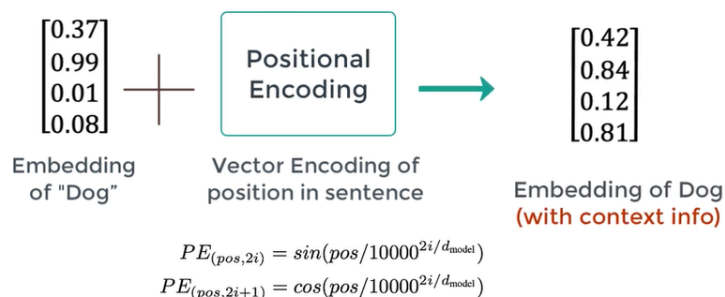 [0.37]
0.99
0.01
0.08
Embedding
of "Dog"
Positional
Encoding
Vector Encoding of
position in sentence
[0.42]
0.84
0.12
0.81
Embedding of Dog
(with context info)
PE(pos,2i) = sin(pos/10000^2i/d_model)
PE(pos,2i+1) = cos(pos/10000^2i/d_model)